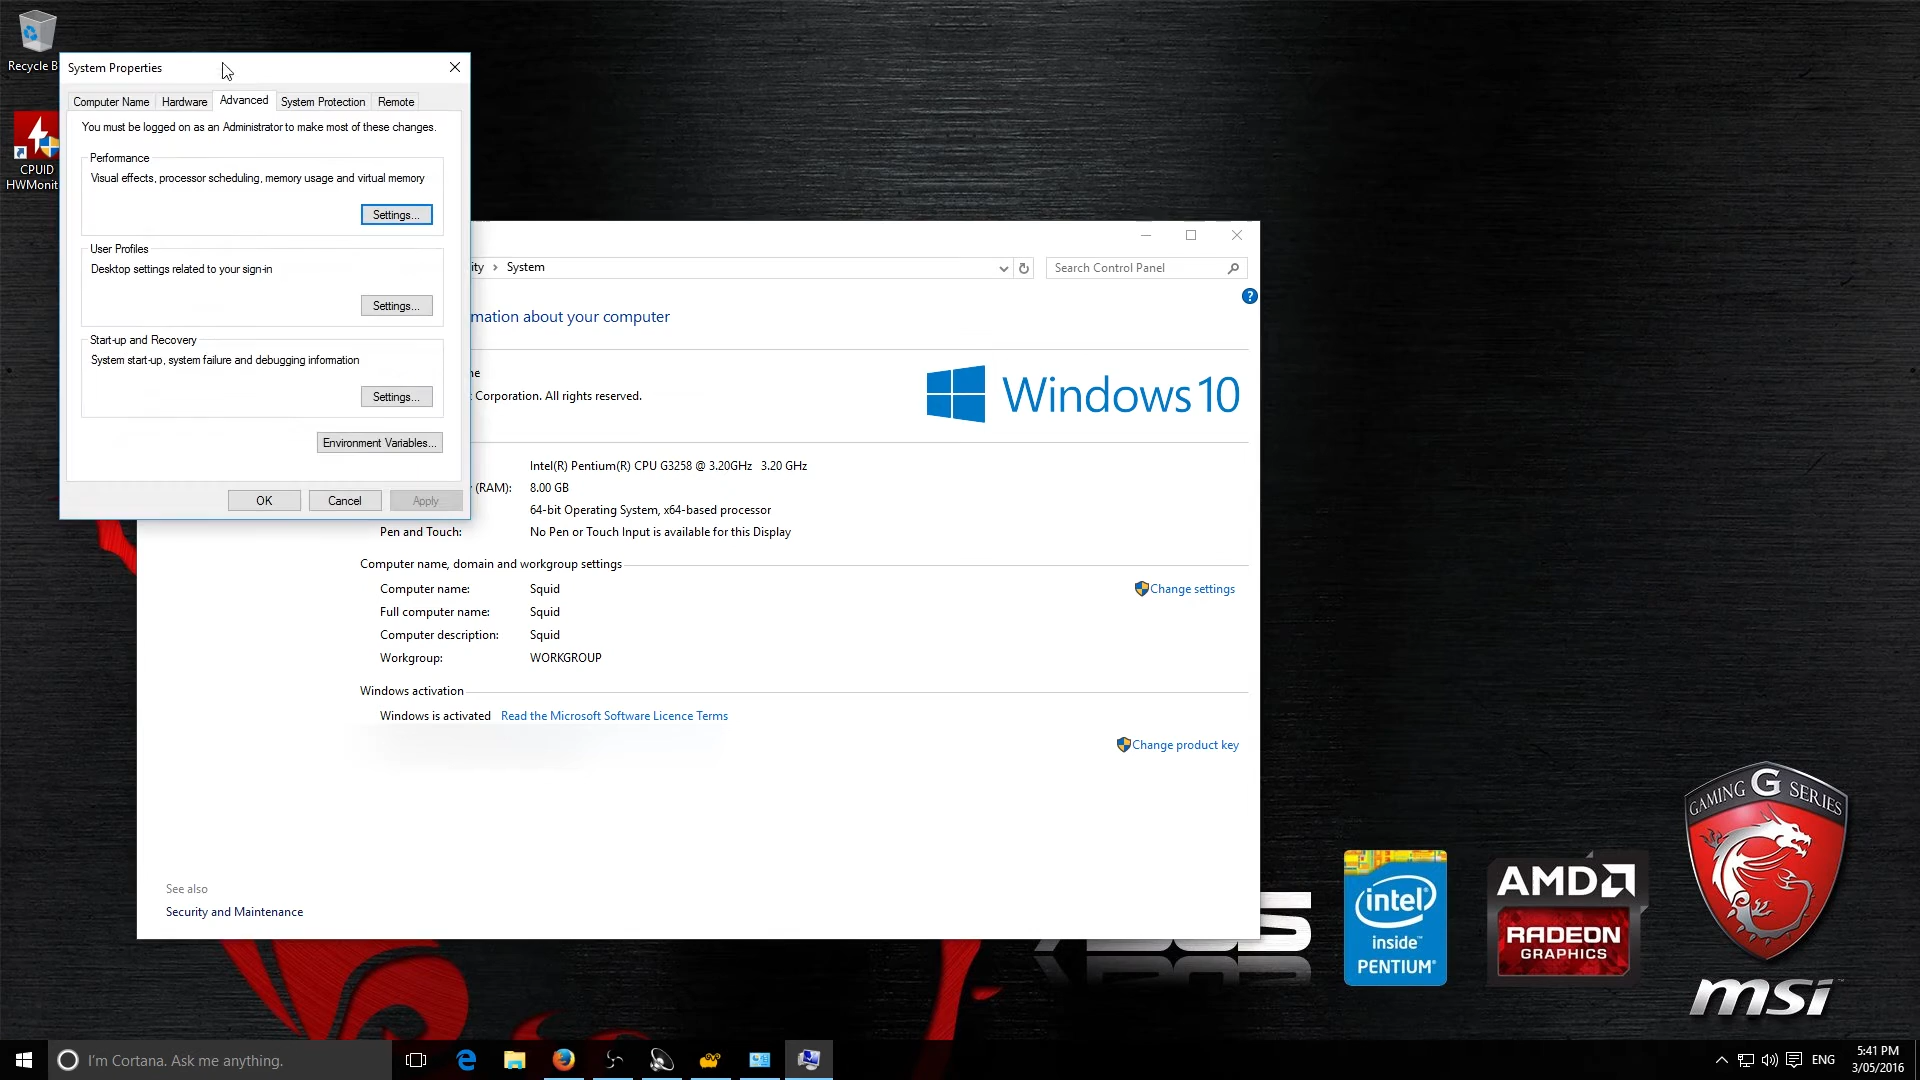 Recycle B
CPUID
HWMonit
System Properties
Computer Name
Hardware
Advanced
System Protection
Remote
You must be logged on as an Administrator to make most of these changes.
Performance
Visual effects, processor scheduling, memory usage and virtual memory
Settings...
User Profiles
Desktop settings related to your sign-in
Settings...
Start-up and Recovery
System start-up, system failure and debugging information
Settings...
Environment Variables...
OK
Cancel
Apply
ity > System
Search Control Panel
?
mation about your computer
ne
Corporation. All rights reserved.
Windows 10
Intel(R) Pentium(R) CPU G3258 @ 3.20GHz 3.20 GHz
(RAM): 8.00 GB
64-bit Operating System, x64-based processor
Pen and Touch: No Pen or Touch Input is available for this Display
Computer name, domain and workgroup settings
Computer name: Squid
Change settings
Full computer name: Squid
Computer description: Squid
Workgroup: WORKGROUP
Windows activation
Windows is activated Read the Microsoft Software Licence Terms
Change product key
See also
Security and Maintenance
intel
inside™
PENTIUM®
AMD
RADEON
GRAPHICS
GAMING G SERIES
msi
I'm Cortana. Ask me anything.
ENG
5:41 PM
3/05/2016